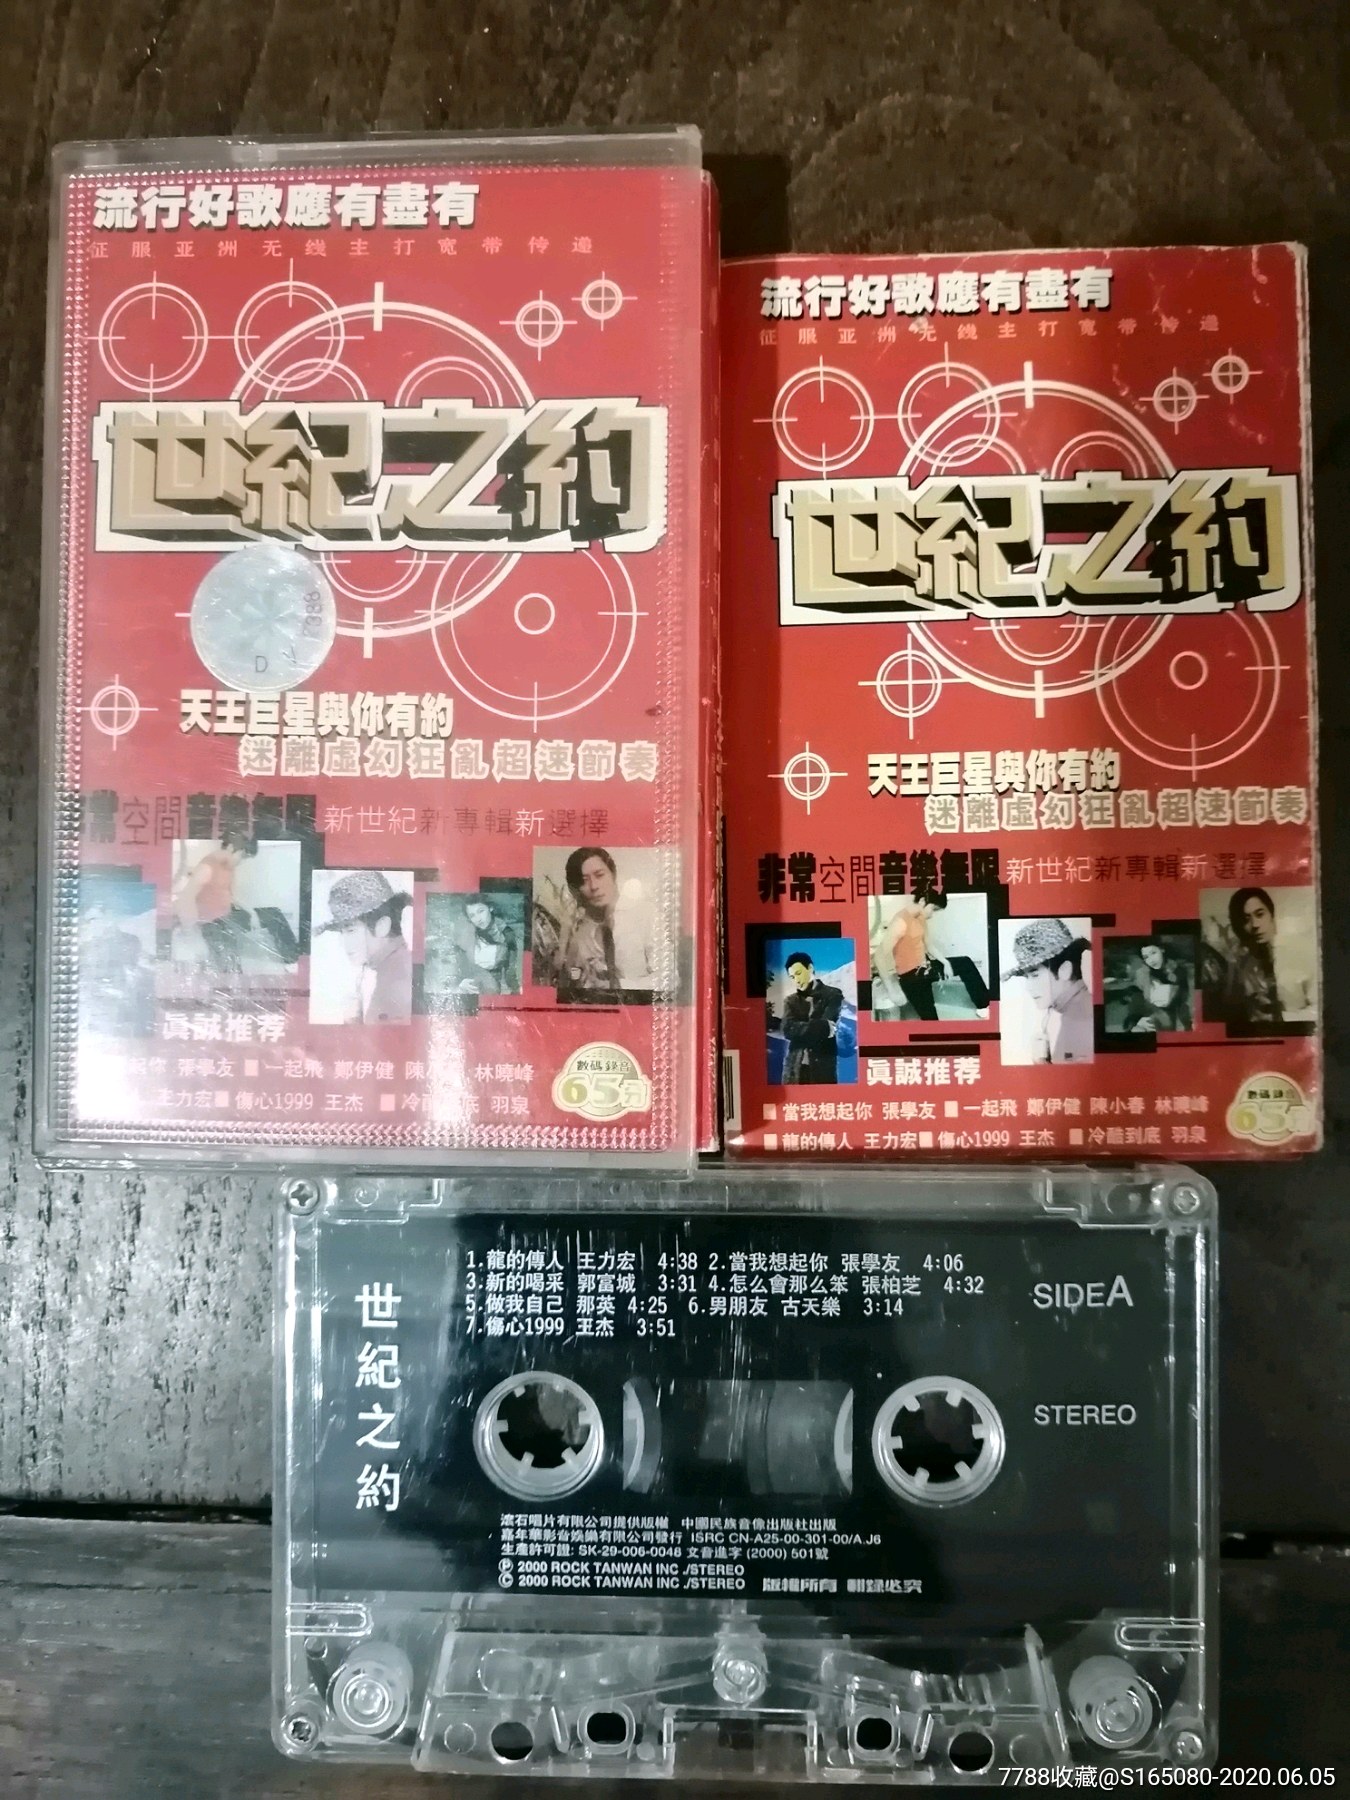 流行好歌應有盡有
征服亚洲无线主打宽带传递
世紀之約
天王巨星與你有約
迷離虛幻狂亂超速節奏
常空間音樂無限新世紀新專輯新選擇
眞誠推荐
起你 張學友 ■一起飛 鄭伊健 陳小 林曉峰
王力宏■傷心1999 王杰 ■冷酷 底 羽泉
數碼錄音
65分
流行好歌應有盡有
征服亚洲无线主打宽带传递
世紀之約
天王巨星與你有約
迷離虛幻狂亂超速節奏
非常空間音樂無限新世紀新專輯新選擇
眞誠推荐
■當我想起你 張學友 ■一起飛 鄭伊健 陳小春 林曉峰
■龍的傳人 王力宏■傷心1999 王杰 ■冷酷到底 羽泉
數碼錄音
65分
世紀之約
1.龍的傳人 王力宏 4:38 2.當我想起你 張學友 4:06
3.新的喝采 郭富城 3:31 4.怎么會那么笨 張柏芝 4:32
5.做我自己 那英 4:25 6.男朋友 古天樂 3:14
7.傷心1999 王杰 3:51
SIDEA
STEREO
滾石唱片有限公司提供版權 中國民族音像出版社出版
嘉年華影音娛樂有限公司發行 ISRC CN-A25-00-301-00/A.J6
生產許可證: SK-29-006-0048 文音進字 (2000) 501號
Ⓟ 2000 ROCK TANWAN INC ./STEREO
© 2000 ROCK TANWAN INC ./STEREO 版權所有 翻錄必究
7788收藏@S165080-2020.06.05